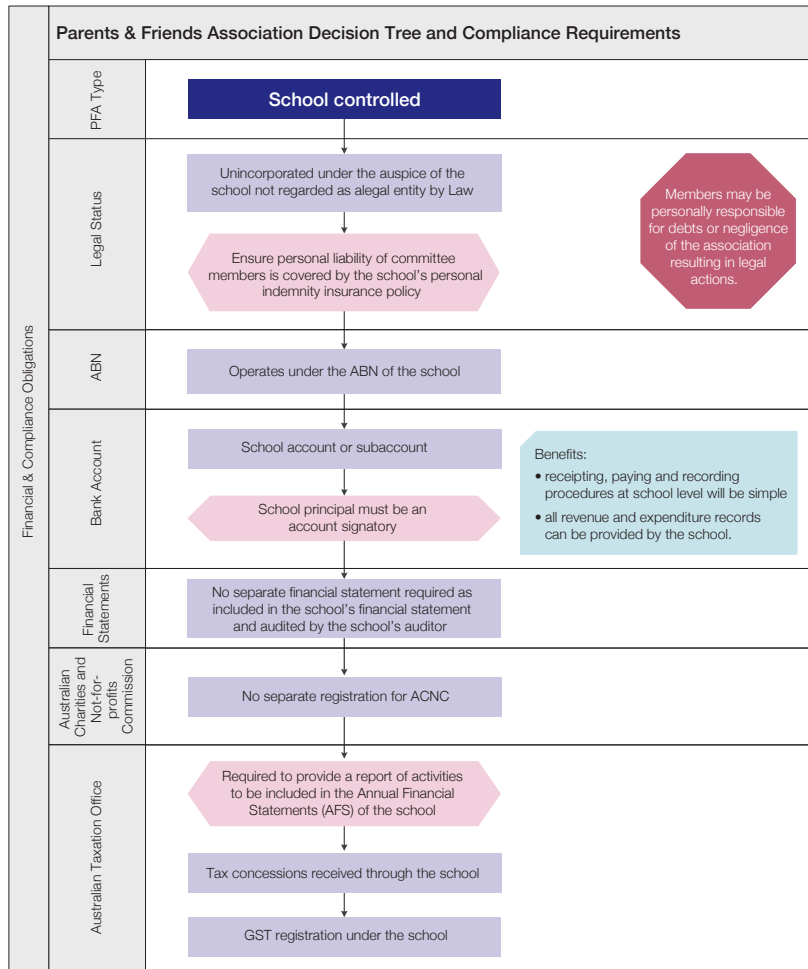 Parents & Friends Association Decision Tree and Compliance Requirements
Financial & Compliance Obligations
PFA Type
School controlled
Legal Status
Unincorporated under the auspice of the
school not regarded as alegal entity by Law
Ensure personal liability of committee
members is covered by the school's personal
indemnity insurance policy
Members may be
personally responsible
for debts or negligence
of the association
resulting in legal
actions.
ABN
Operates under the ABN of the school
Bank Account
School account or subaccount
School principal must be an
account signatory
Benefits:
• receipting, paying and recording
procedures at school level will be simple
• all revenue and expenditure records
can be provided by the school.
Financial
Statements
No separate financial statement required as
included in the school's financial statement
and audited by the school's auditor
Australian
Charities and
Not-for-
profits
Commission
No separate registration for ACNC
Australian Taxation Office
Required to provide a report of activities
to be included in the Annual Financial
Statements (AFS) of the school
Tax concessions received through the school
GST registration under the school